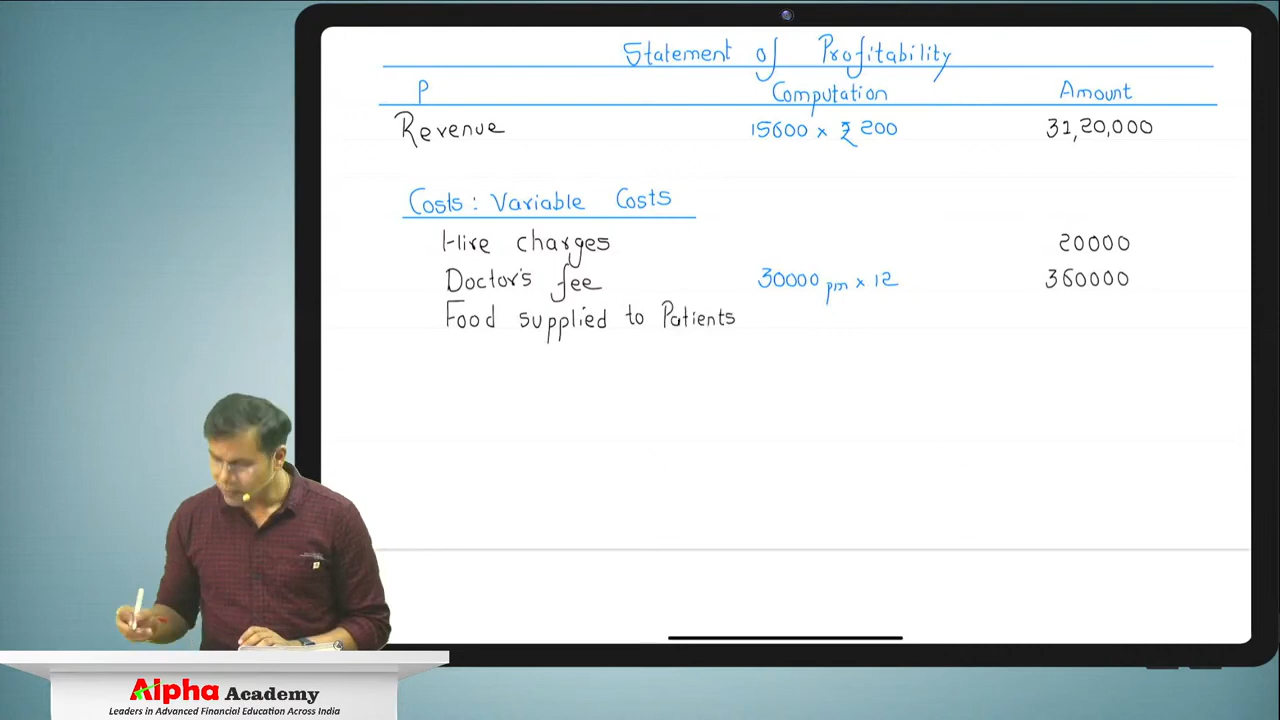 Statement of Profitability
P Computation Amount
Revenue 15600 x ₹ 200 31,20,000
Costs: Variable Costs
Hire charges 20000
Doctor's fee 30000 pm x 12 360000
Food supplied to Patients
Alpha Academy
Leaders in Advanced Financial Education Across India